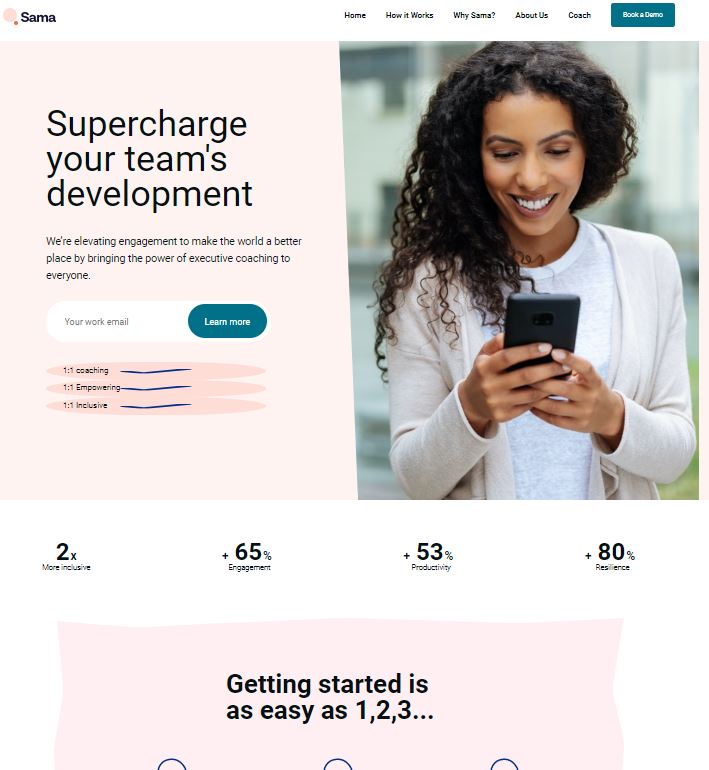 Sama
Home How it Works Why Sama? About Us Coach Book a Demo
Supercharge
your team's
development
We're elevating engagement to make the world a better
place by bringing the power of executive coaching to
everyone.
Your work email Learn more
1:1 coaching
1:1 Empowering
1:1 Inclusive
2x
More inclusive
+ 65%
Engagement
+ 53%
Productivity
+ 80%
Resilience
Getting started is
as easy as 1,2,3...